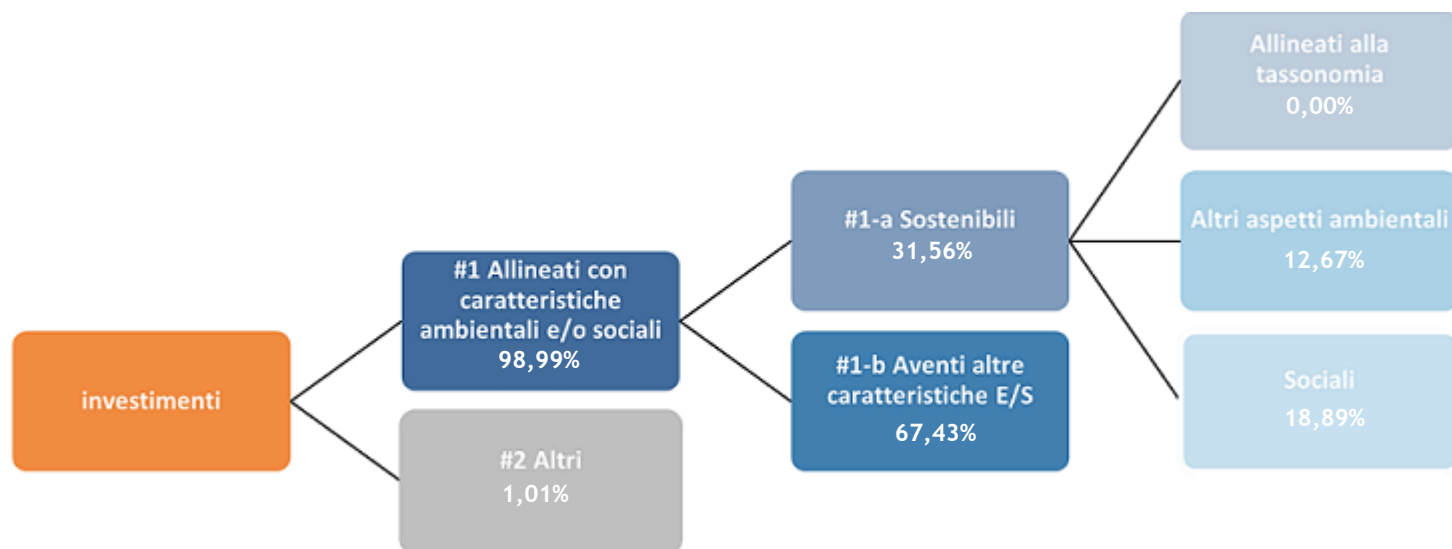 investimenti
#1 Allineati con
caratteristiche
ambientali e/o sociali
98,99%
#2 Altri
1,01%
#1-a Sostenibili
31,56%
#1-b Aventi altre
caratteristiche E/S
67,43%
Allineati alla
tassonomia
0,00%
Altri aspetti ambientali
12,67%
Sociali
18,89%